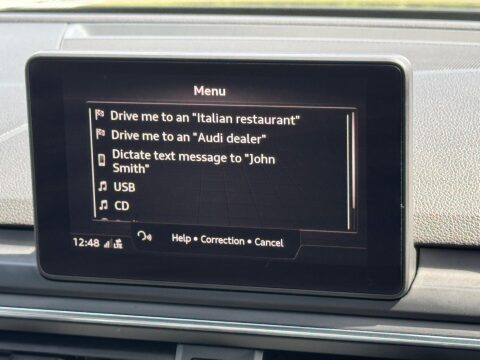 Menu
Drive me to an "Italian restaurant"
Drive me to an "Audi dealer"
Dictate text message to "John
Smith"
USB
CD
12:48 LTE Help • Correction • Cancel